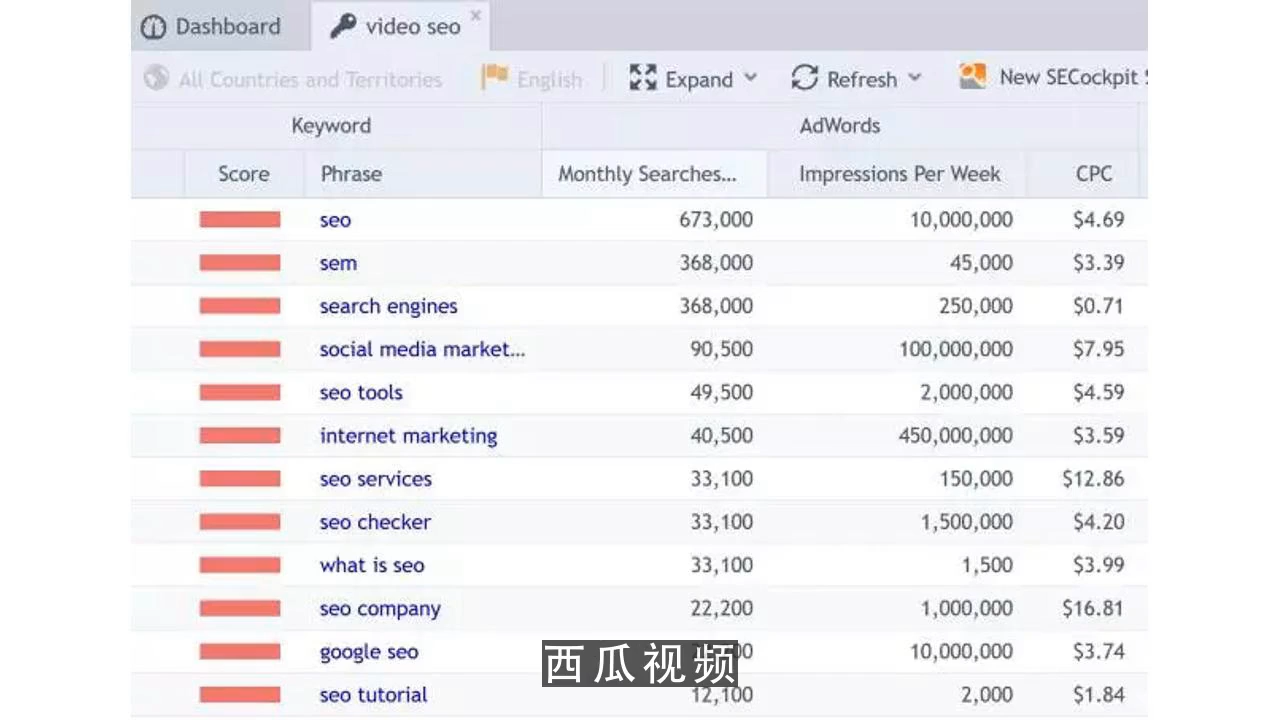 Dashboard video seo
All Countries and Territories English Expand Refresh New SECockpit
Keyword AdWords
Score Phrase Monthly Searches... Impressions Per Week CPC
seo 673,000 10,000,000 $4.69
sem 368,000 45,000 $3.39
search engines 368,000 250,000 $0.71
social media market... 90,500 100,000,000 $7.95
seo tools 49,500 2,000,000 $4.59
internet marketing 40,500 450,000,000 $3.59
seo services 33,100 150,000 $12.86
seo checker 33,100 1,500,000 $4.20
what is seo 33,100 1,500 $3.99
seo company 22,200 1,000,000 $16.81
google seo 10,000,000 $3.74
西瓜视频
seo tutorial 12,100 2,000 $1.84